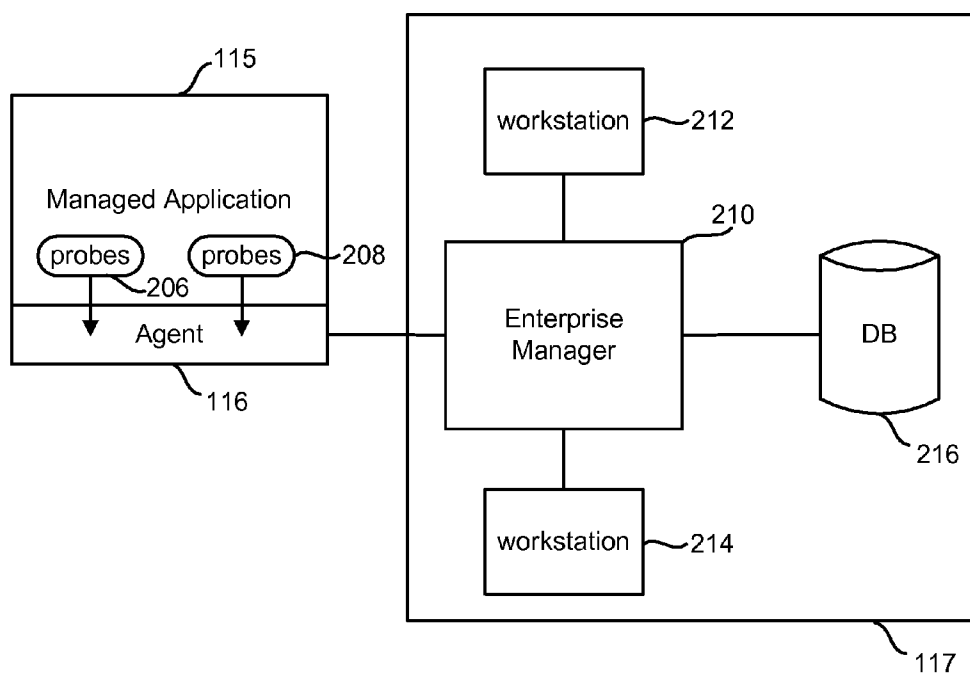 115
workstation
212
Managed Application
210
probes
probes
208
206
Agent
Enterprise
Manager
DB
116
216
workstation
214
117